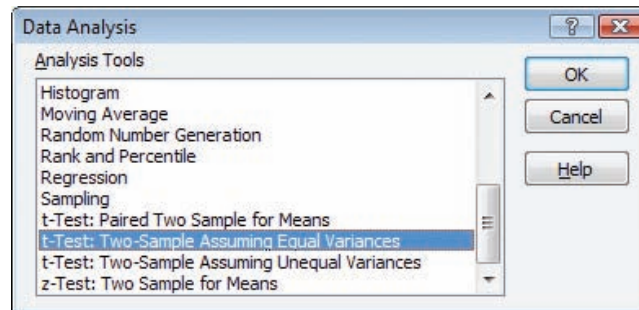 Data Analysis
Analysis Tools
Histogram
Moving Average
Random Number Generation
Rank and Percentile
Regression
Sampling
t-Test: Paired Two Sample for Means
t-Test: Two-Sample Assuming Equal Variances
t-Test: Two-Sample Assuming Unequal Variances
z-Test: Two Sample for Means
OK
Cancel
Help